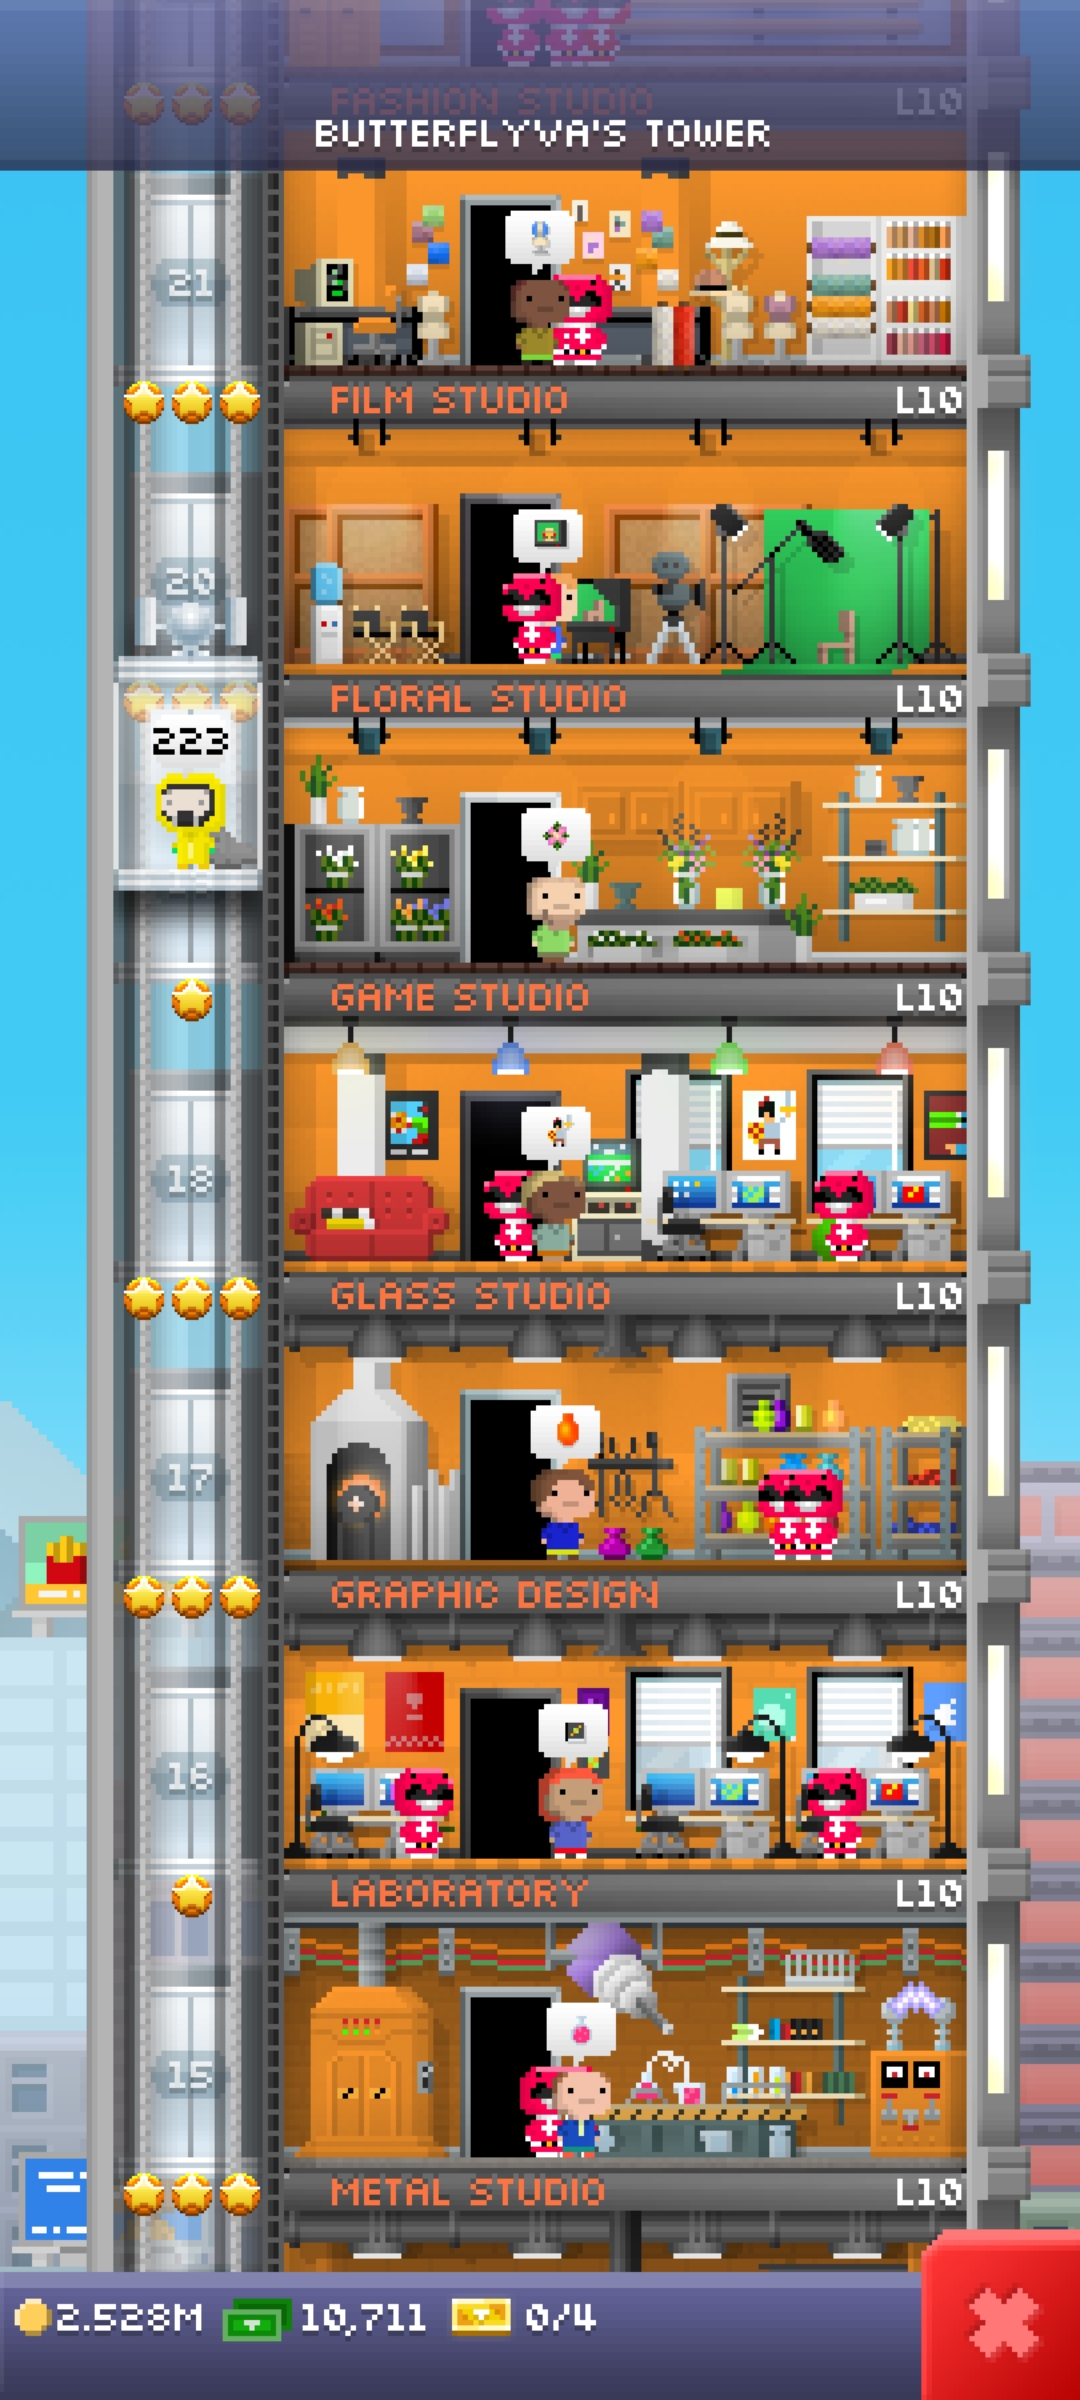 FASHION STUDIO L10
BUTTERFLYVA'S TOWER
21
FILM STUDIO L10
20
FLORAL STUDIO L10
223
GAME STUDIO L10
18
GLASS STUDIO L10
17
GRAPHIC DESIGN L10
16
LABORATORY L10
15
METAL STUDIO L10
2.528M 10,711 0/4